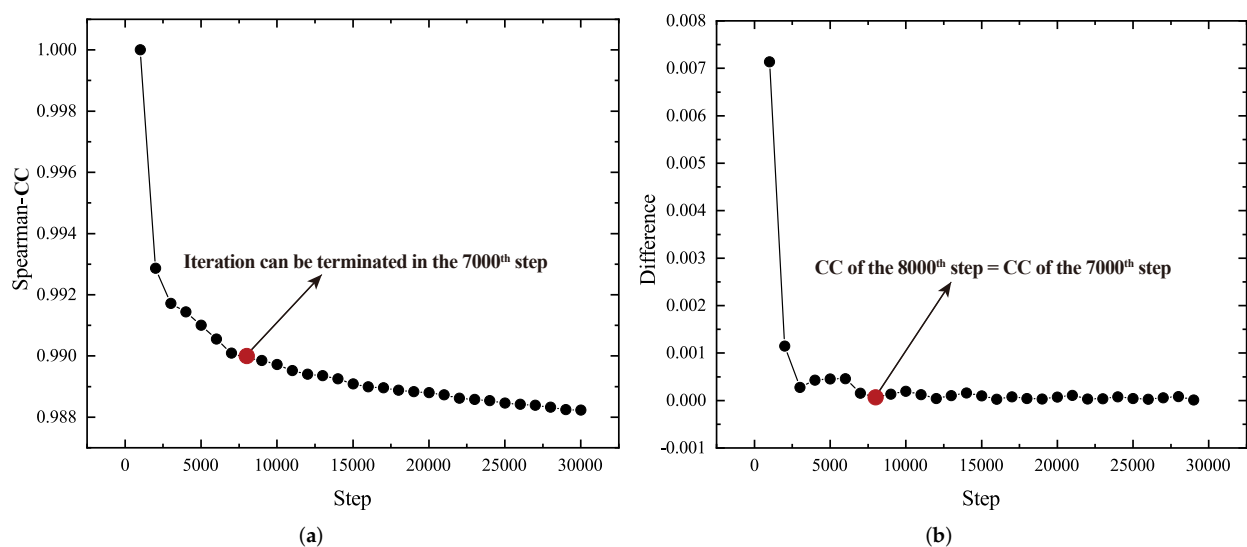 1.000
0.998
0.996
0.994
0.992
0.990
0.988
Spearman-CC
Iteration can be terminated in the 7000th step
0 5000 10000 15000 20000 25000 30000
Step
(a)
0.008
0.007
0.006
0.005
0.004
0.003
0.002
0.001
0.000
-0.001
Difference
CC of the 8000th step = CC of the 7000th step
0 5000 10000 15000 20000 25000 30000
Step
(b)